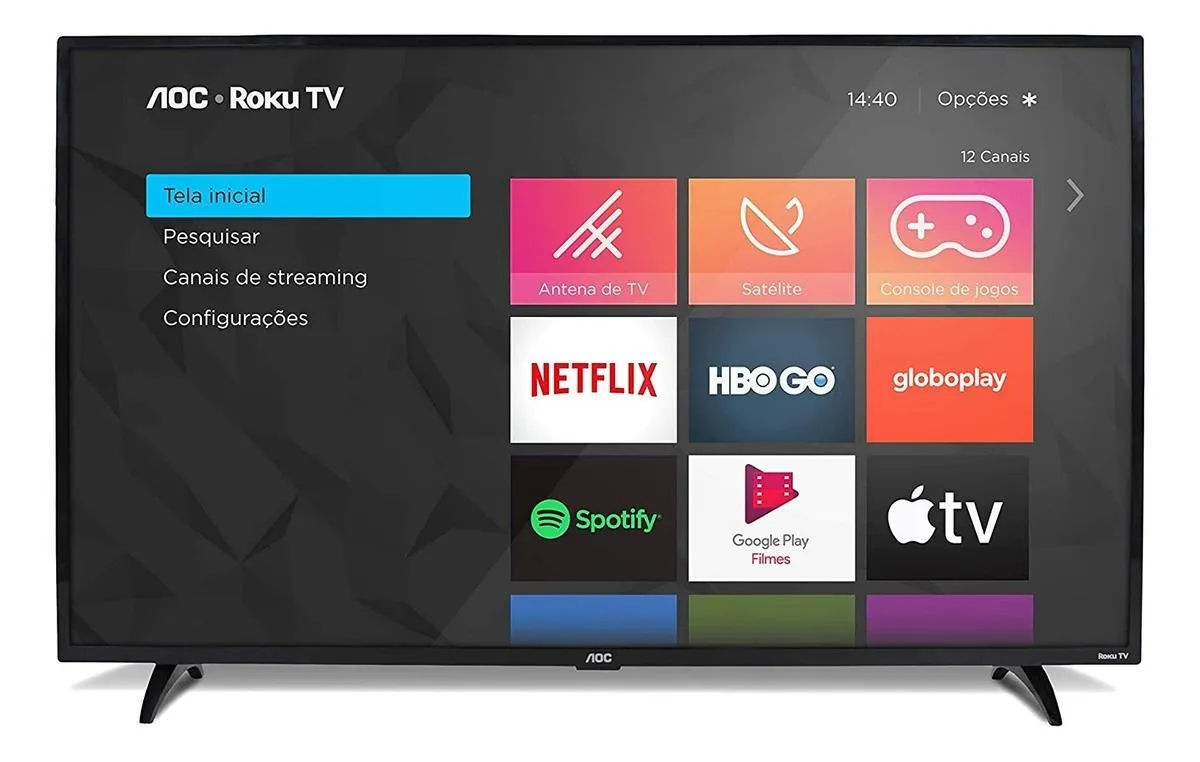 AOC • Roku TV
14:40 | Opções *
12 Canais
Tela inicial
Pesquisar
Canais de streaming
Configurações
Antena de TV
Satélite
Console de jogos
NETFLIX
HBO GO
globoplay
Spotify
Google Play
Filmes
tv
AOC
Roku TV